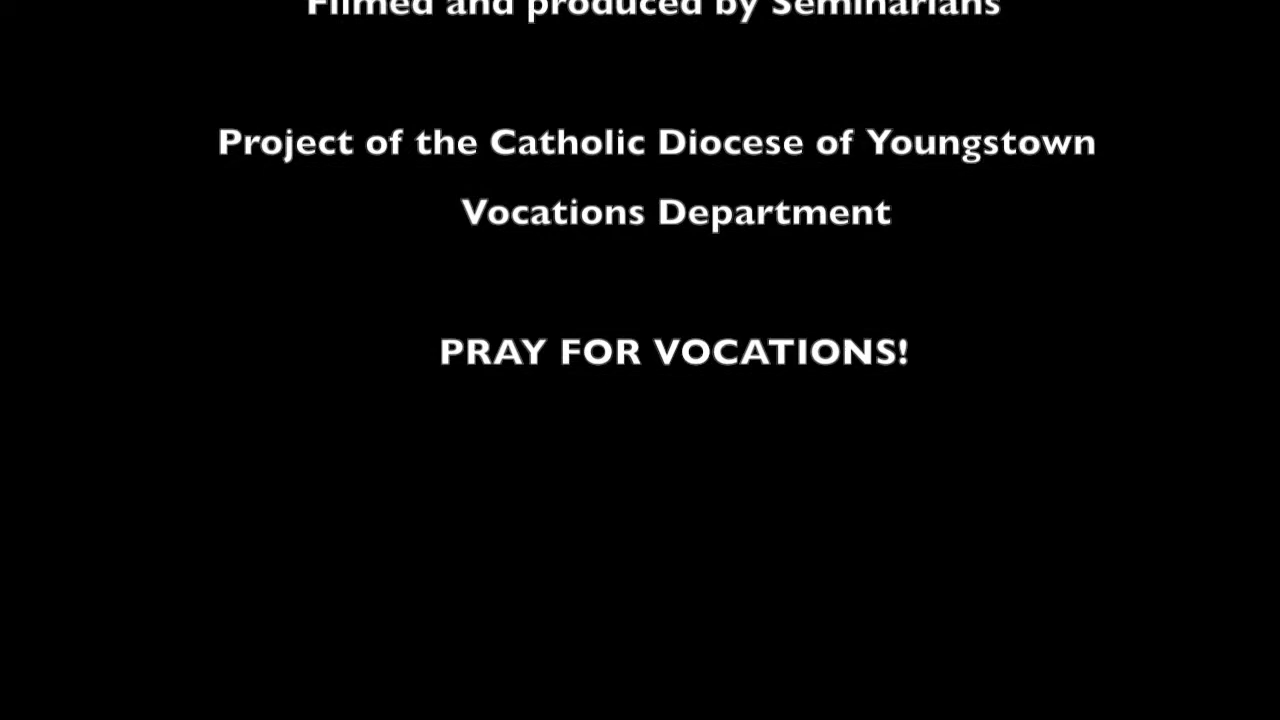 Filmed and produced by Seminarians
Project of the Catholic Diocese of Youngstown
Vocations Department
PRAY FOR VOCATIONS!